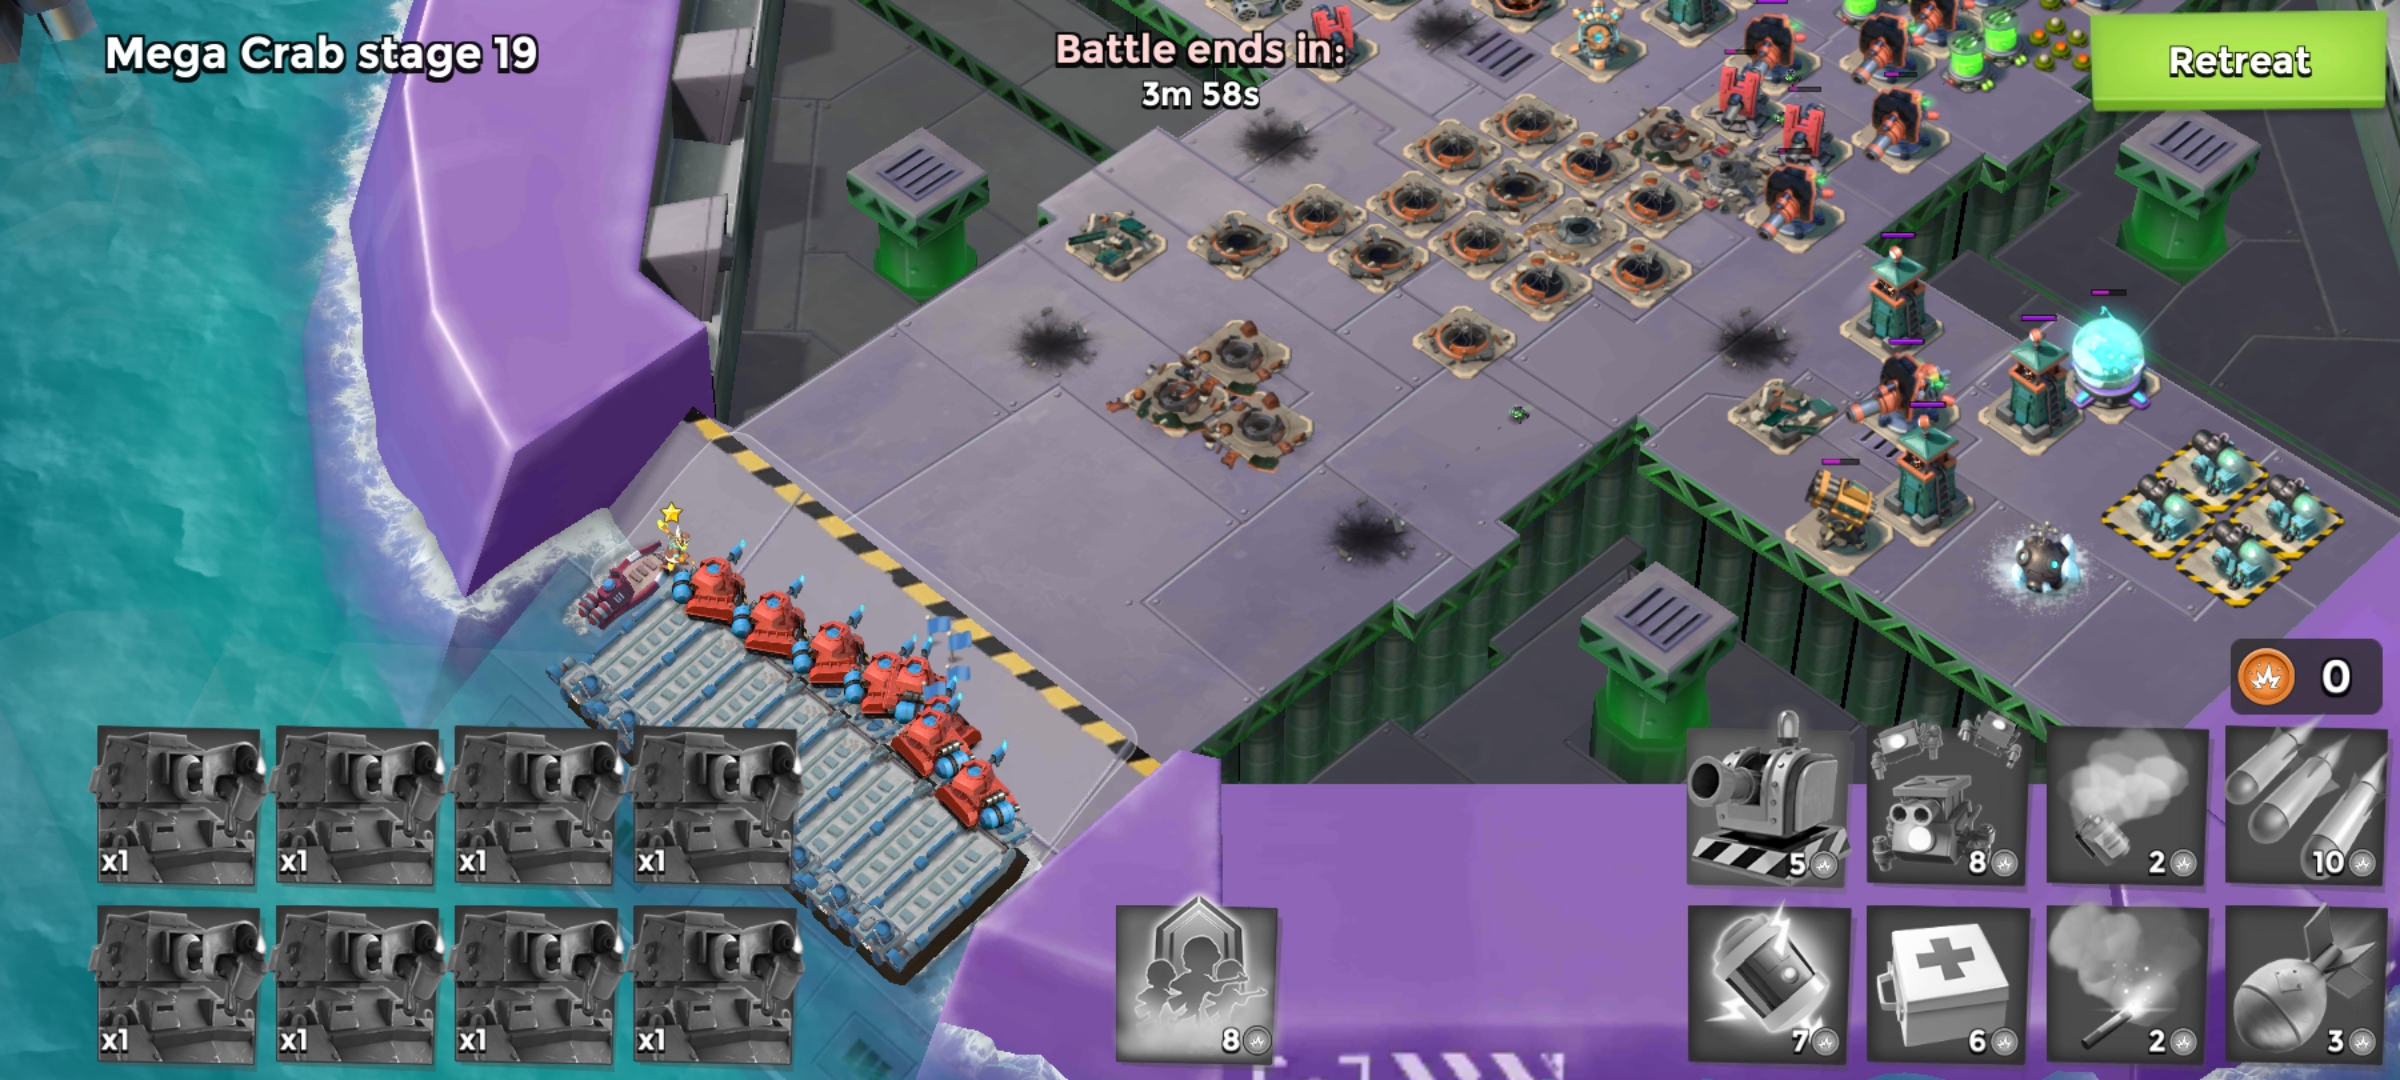 Mega Crab stage 19
Battle ends in:
3m 58s
Retreat
0
x1
x1
x1
x1
5
8
2
10
x1
x1
x1
x1
8
7
6
2
3